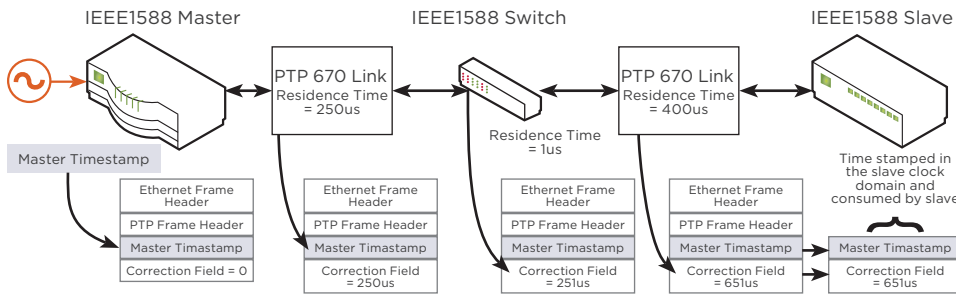 IEEE1588 Master
IEEE1588 Switch
IEEE1588 Slave
PTP 670 Link
Residence Time
= 250us
Residence Time
= 1us
PTP 670 Link
Residence Time
= 400us
Master Timestamp
Time stamped in
the slave clock
domain and
consumed by slave
Ethernet Frame
Header
PTP Frame Header
Master Timastamp
Correction Field = 0
Ethernet Frame
Header
PTP Frame Header
Master Timastamp
Correction Field
= 250us
Ethernet Frame
Header
PTP Frame Header
Master Timastamp
Correction Field
= 251us
Ethernet Frame
Header
PTP Frame Header
Master Timastamp
Correction Field
= 651us
Master Timastamp
Correction Field
= 651us